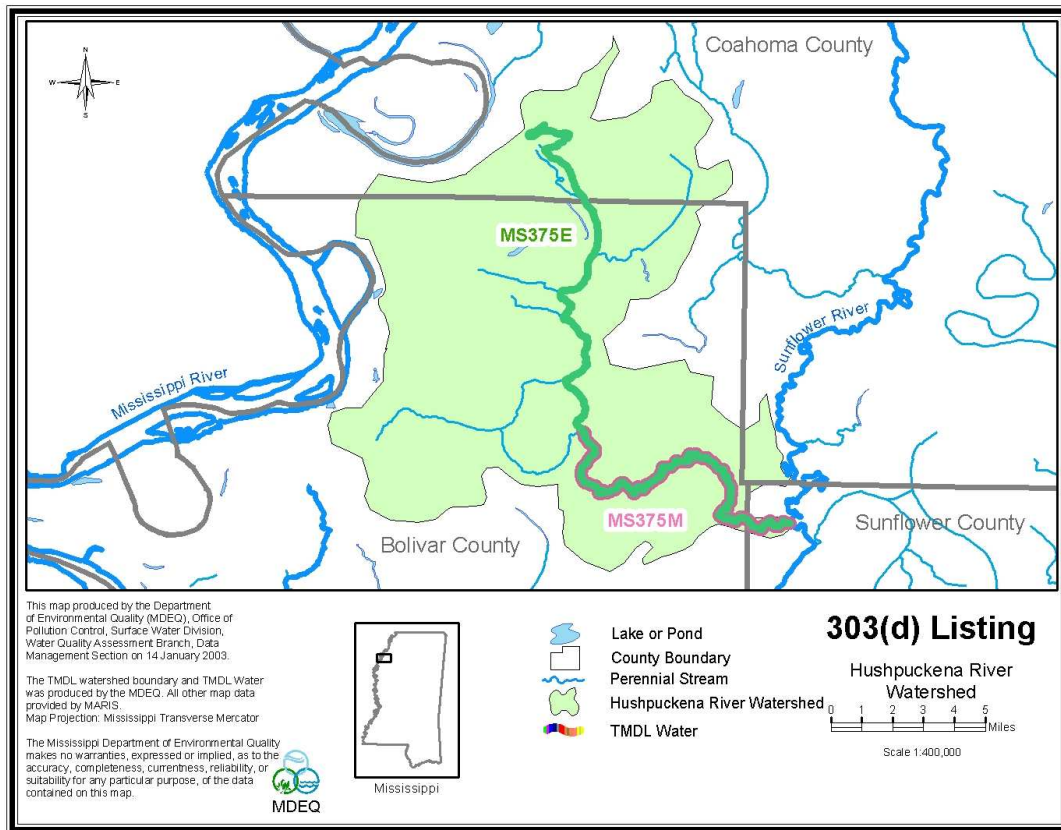 N
W
E
S
Coahoma County
MS375E
Sunflower River
Mississippi River
MS375M
Bolivar County
Sunflower County
This map produced by the Department
of Environmental Quality (MDEQ), Office of
Pollution Control, Surface Water Division,
Water Quality Assessment Branch, Data
Management Section on 14 January 2003.
The TMDL watershed boundary and TMDL Water
was produced by the MDEQ. All other map data
provided by MARIS.
Map Projection: Mississippi Transverse Mercator
The Mississippi Department of Environmental Quality
makes no warranties, expressed or implied, as to the
accuracy, completeness, currentness, reliability, or
suitability for any particular purpose, of the data
contained on this map.
MDEQ
Mississippi
Lake or Pond
County Boundary
Perennial Stream
Hushpuckena River Watershed
TMDL Water
303(d) Listing
Hushpuckena River
Watershed
0 1 2 3 4 5
Miles
Scale 1:400,000